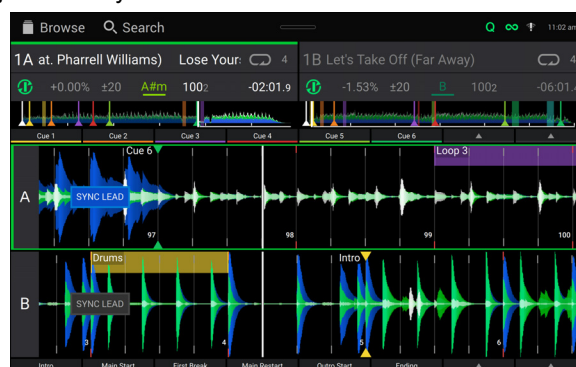 Browse Search Q 11:02 am
1A at. Pharrell Williams) Lose Your 4 1B Let's Take Off (Far Away) 4
+0.00% ±20 A#m 1002 -02:01.9 -1.53% ±20 B 1002 -06:01.
Cue 1 Cue 2 Cue 3 Cue 4 Cue 5 Cue 6
Cue 6 Loop 3
A SYNC LEAD
97 98 99 100
Drums Intro
B SYNC LEAD
3 4 5 6
Intro Main Start First Break Main Restart Outro Start Ending